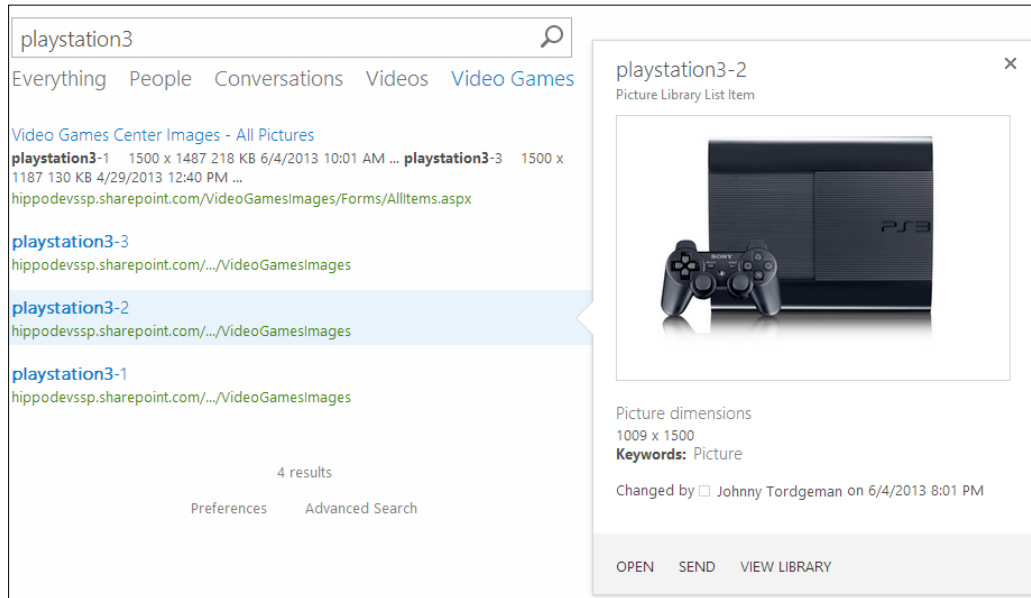 playstation3
Everything People Conversations Videos Video Games
Video Games Center Images - All Pictures
playstation3-1 1500 x 1487 218 KB 6/4/2013 10:01 AM ... playstation3-3 1500 x
1187 130 KB 4/29/2013 12:40 PM ...
hippodevssp.sharepoint.com/VideoGamesImages/Forms/AllItems.aspx
playstation3-3
hippodevssp.sharepoint.com/.../VideoGamesImages
playstation3-2
hippodevssp.sharepoint.com/.../VideoGamesImages
playstation3-1
hippodevssp.sharepoint.com/.../VideoGamesImages
4 results
Preferences Advanced Search
playstation3-2
Picture Library List Item
PS3
SONY
Picture dimensions
1009 x 1500
Keywords: Picture
Changed by Johnny Tordgeman on 6/4/2013 8:01 PM
OPEN SEND VIEW LIBRARY